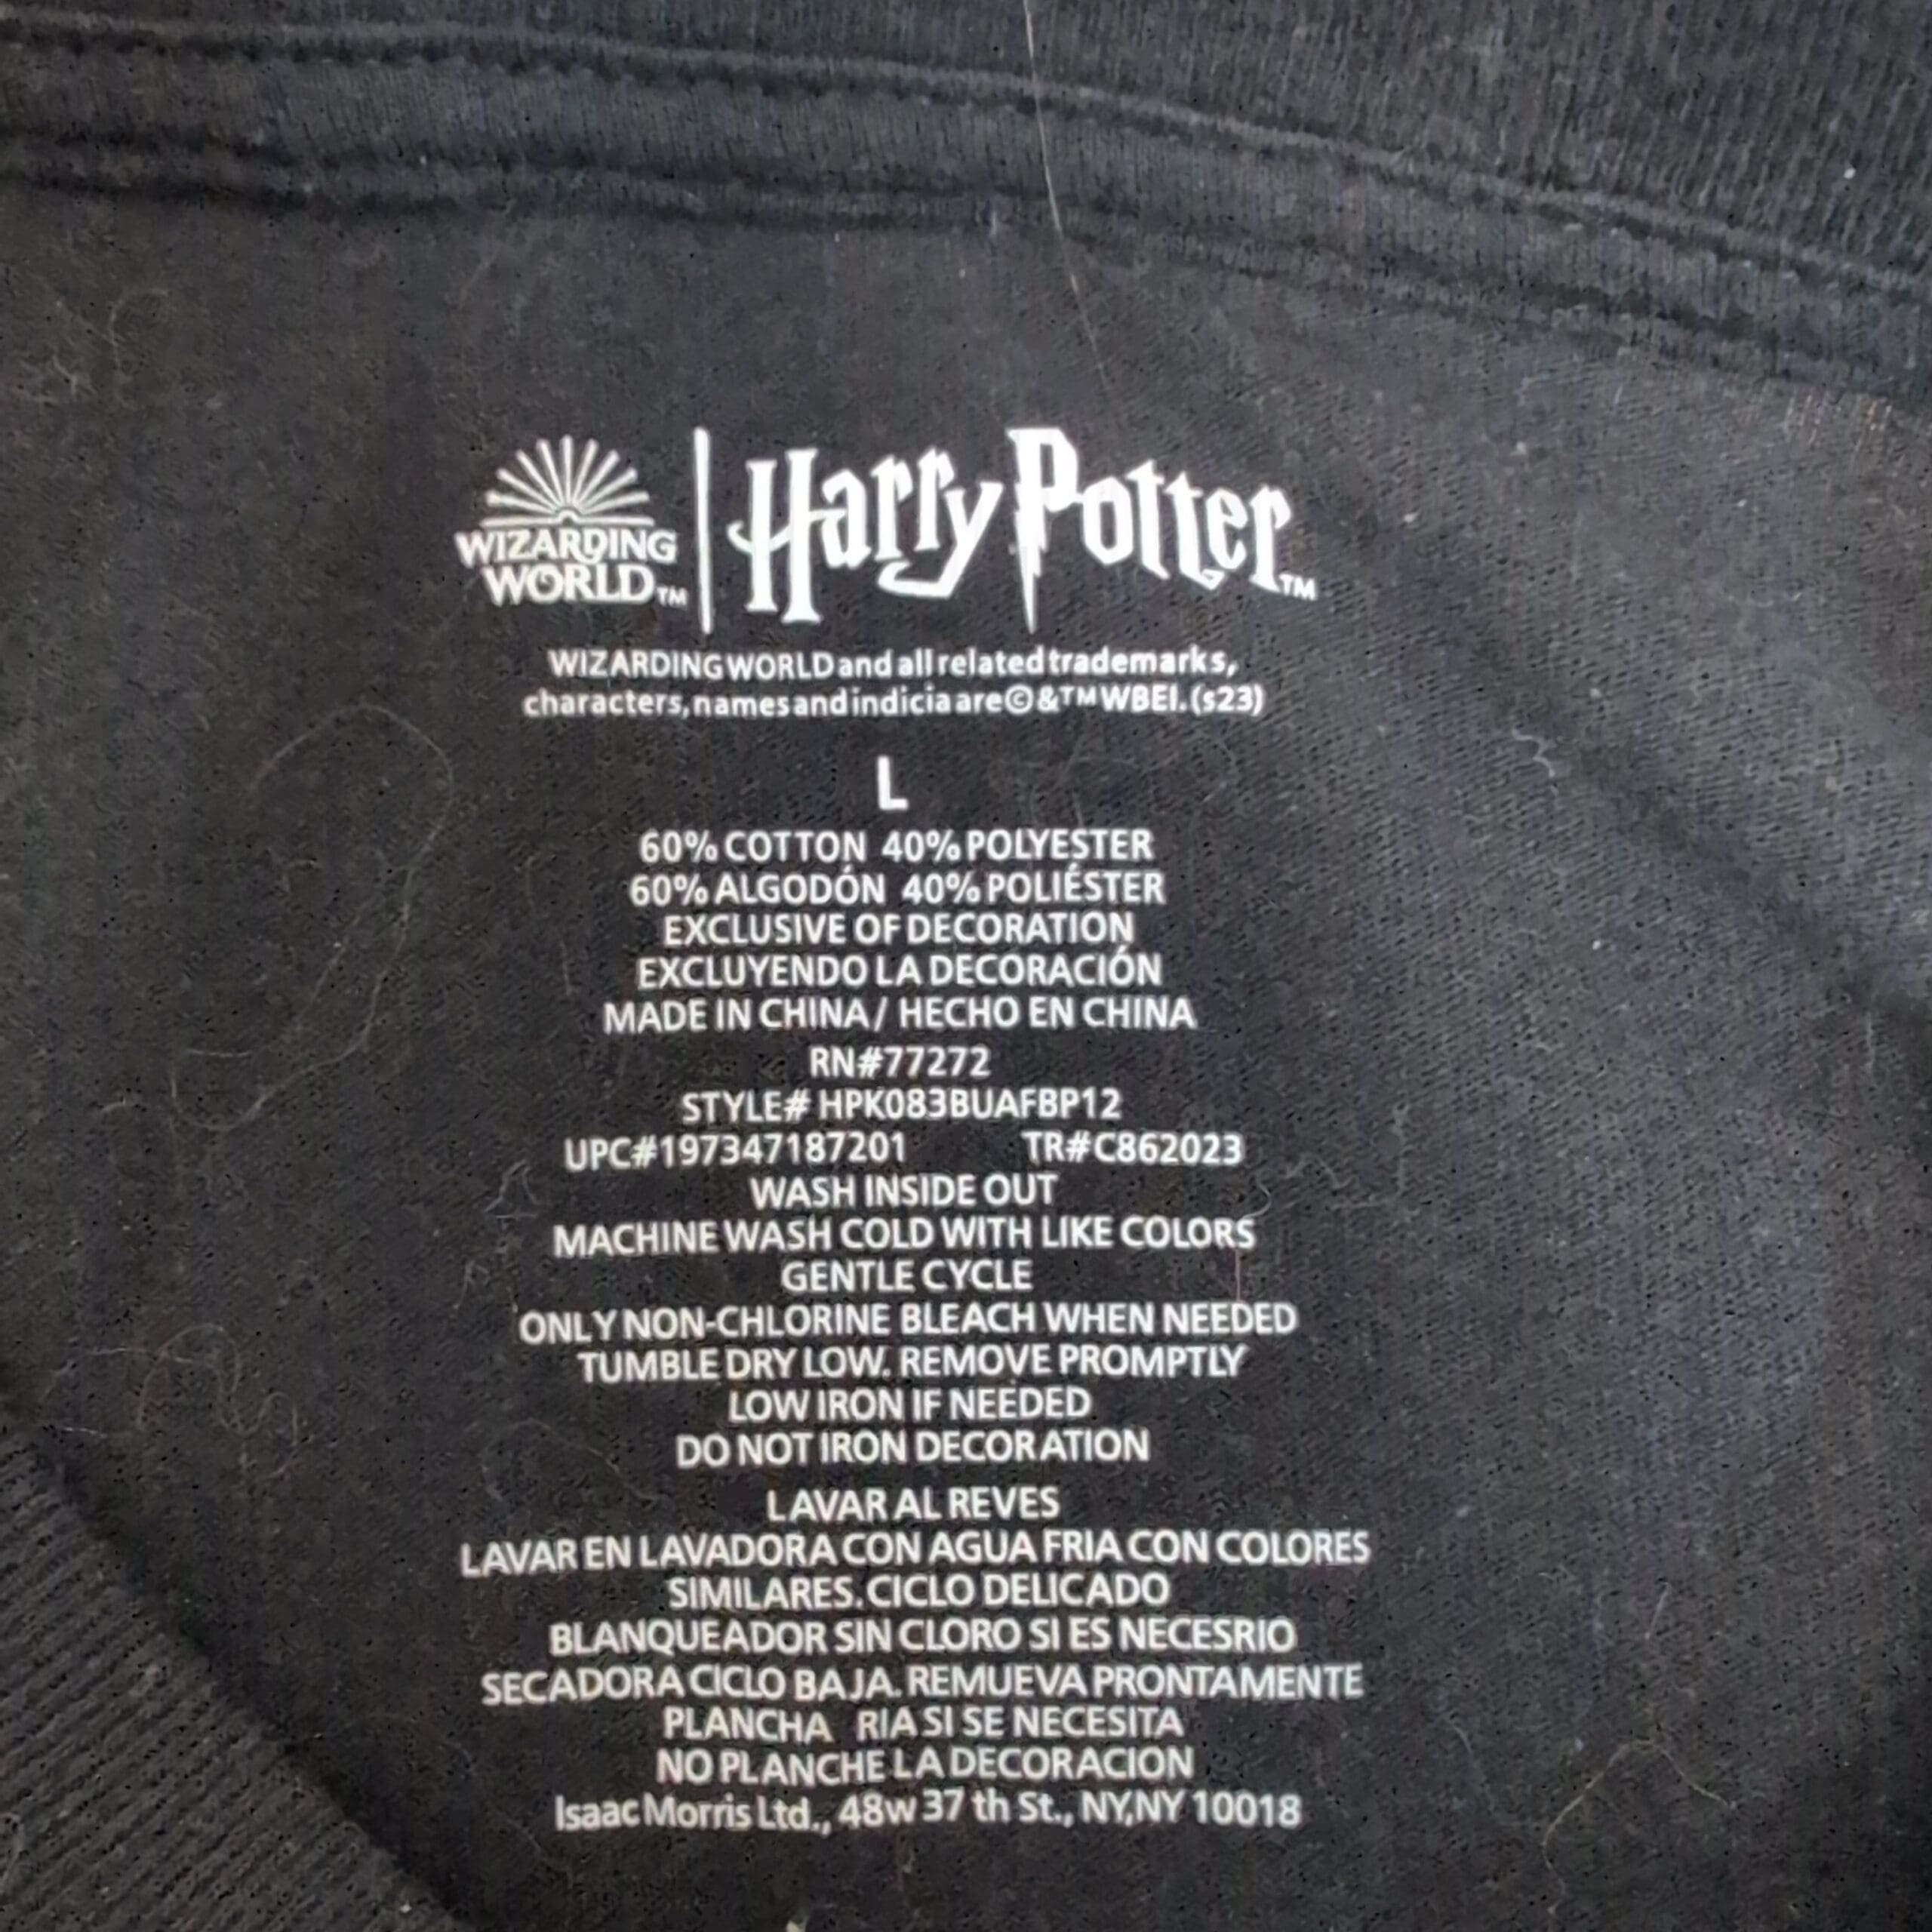 WIZARDING
WORLD™
Harry Potter™
WIZARDING WORLD and all related trademarks,
characters, names and indicia are © & ™ WBEI. (s23)
L
60% COTTON 40% POLYESTER
60% ALGODÓN 40% POLIÉSTER
EXCLUSIVE OF DECORATION
EXCLUYENDO LA DECORACIÓN
MADE IN CHINA / HECHO EN CHINA
RN#77272
STYLE# HPK083BUAFBP12
UPC#197347187201 TR#C862023
WASH INSIDE OUT
MACHINE WASH COLD WITH LIKE COLORS
GENTLE CYCLE
ONLY NON-CHLORINE BLEACH WHEN NEEDED
TUMBLE DRY LOW. REMOVE PROMPTLY
LOW IRON IF NEEDED
DO NOT IRON DECORATION
LAVAR AL REVES
LAVAR EN LAVADORA CON AGUA FRIA CON COLORES
SIMILARES. CICLO DELICADO
BLANQUEADOR SIN CLORO SI ES NECESRIO
SECADORA CICLO BAJA. REMUEVA PRONTAMENTE
PLANCHA RIA SI SE NECESITA
NO PLANCHE LA DECORACION
Isaac Morris Ltd., 48w 37 th St., NY,NY 10018